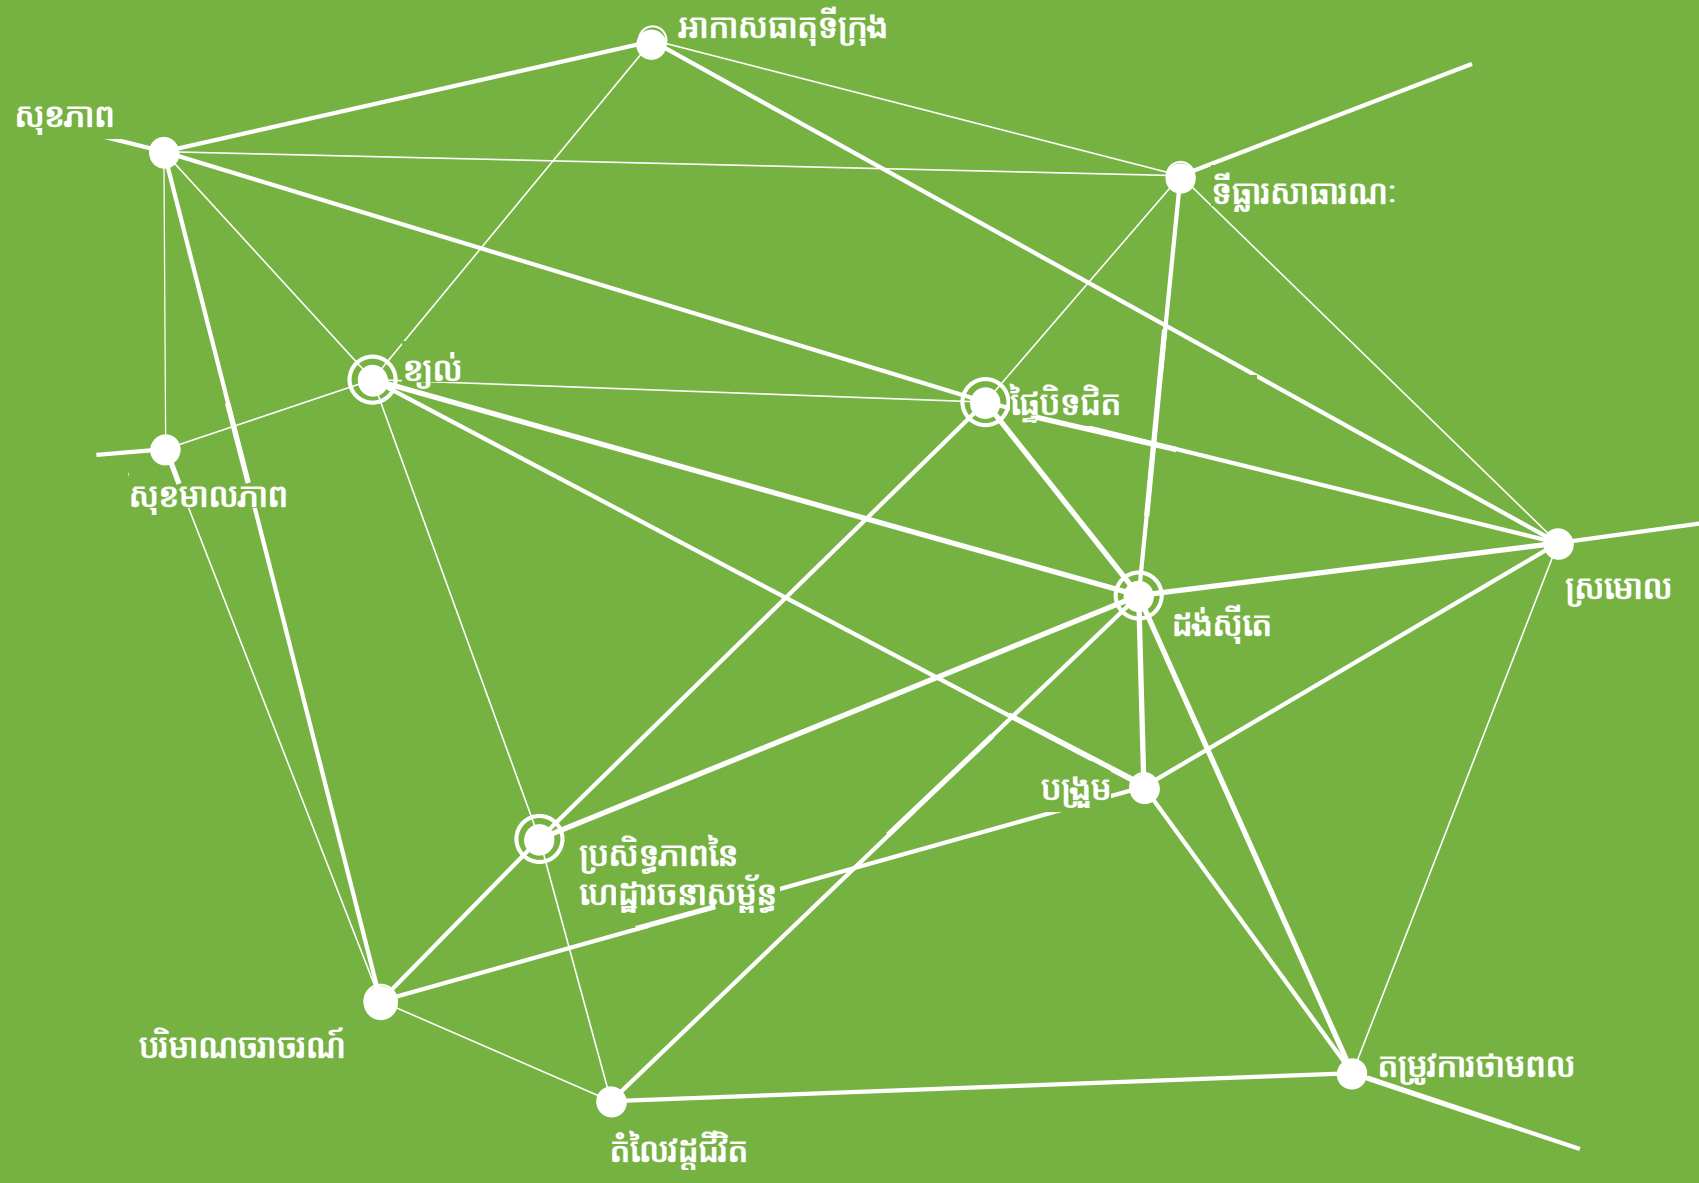 អាកាសធាតុទីក្រុង
សុខភាព
ទីធ្លារសាធារណៈ
ខ្យល់
ផ្ទៃបិទជិត
សុខមាលភាព
ស្រមោល
ដង់ស៊ីតេ
បង្រួម
ប្រសិទ្ធភាពនៃ
ហេដ្ឋារចនាសម្ព័ន្ធ
បរិមាណចរាចរណ៍
តម្រូវការថាមពល
តំលៃវដ្តជីវិត